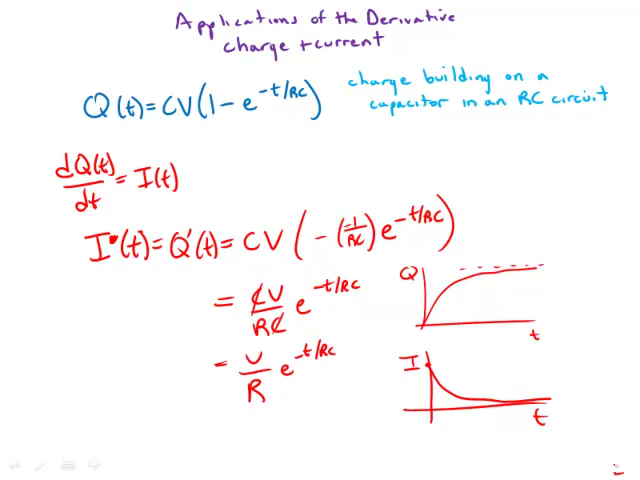 Applications of the Derivative
charge + current
Q(t) = CV(1 - e^{-t/RC})
charge building on a
capacitor in an RC circuit
dQ(t)/dt = I(t)
I(t) = Q'(t) = CV(-(-1/RC)e^{-t/RC})
= CV/RC e^{-t/RC}
= V/R e^{-t/RC}
Q
t
I
t